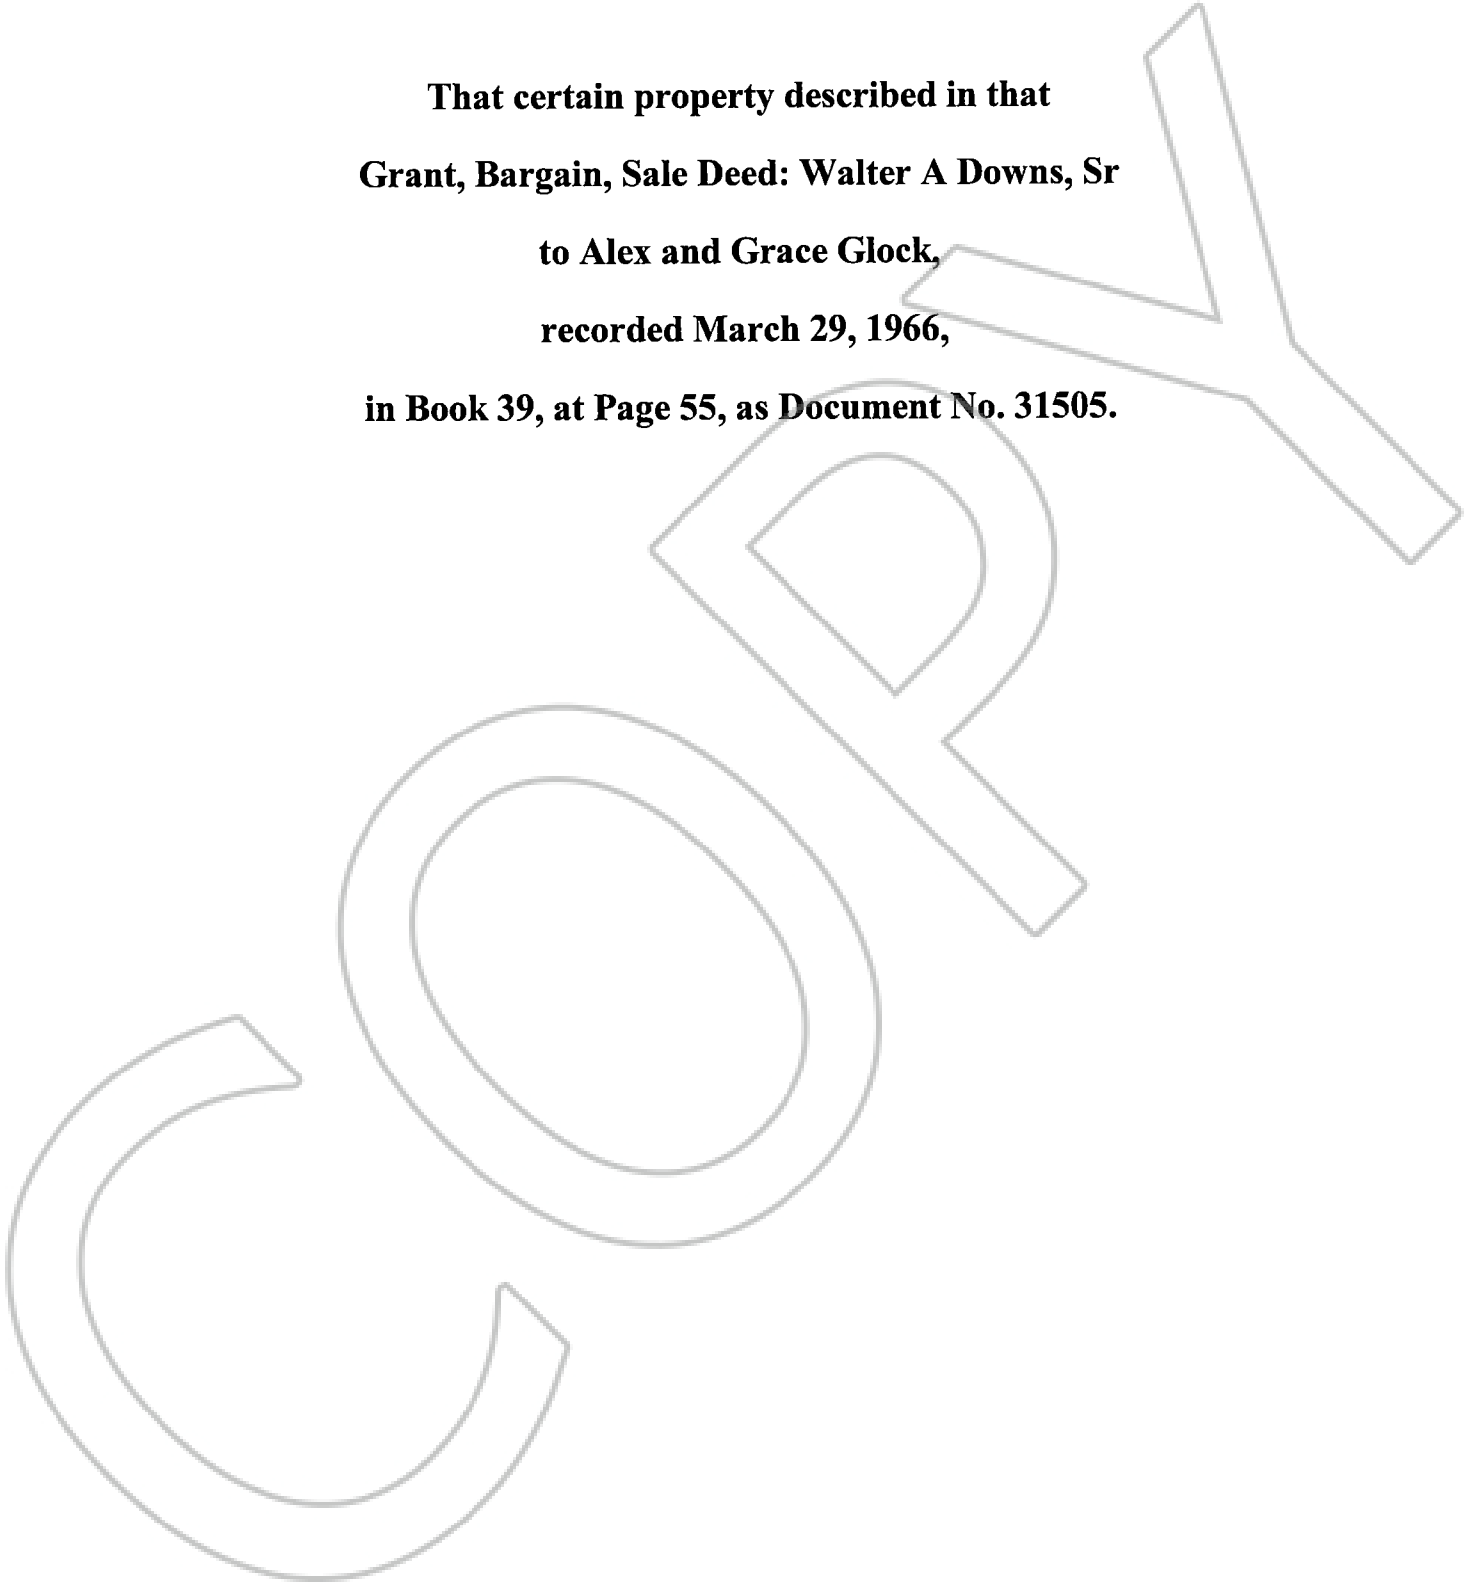 That certain property described in that
Grant, Bargain, Sale Deed: Walter A Downs, Sr
to Alex and Grace Glock,
recorded March 29, 1966,
in Book 39, at Page 55, as Document No. 31505.
COPY